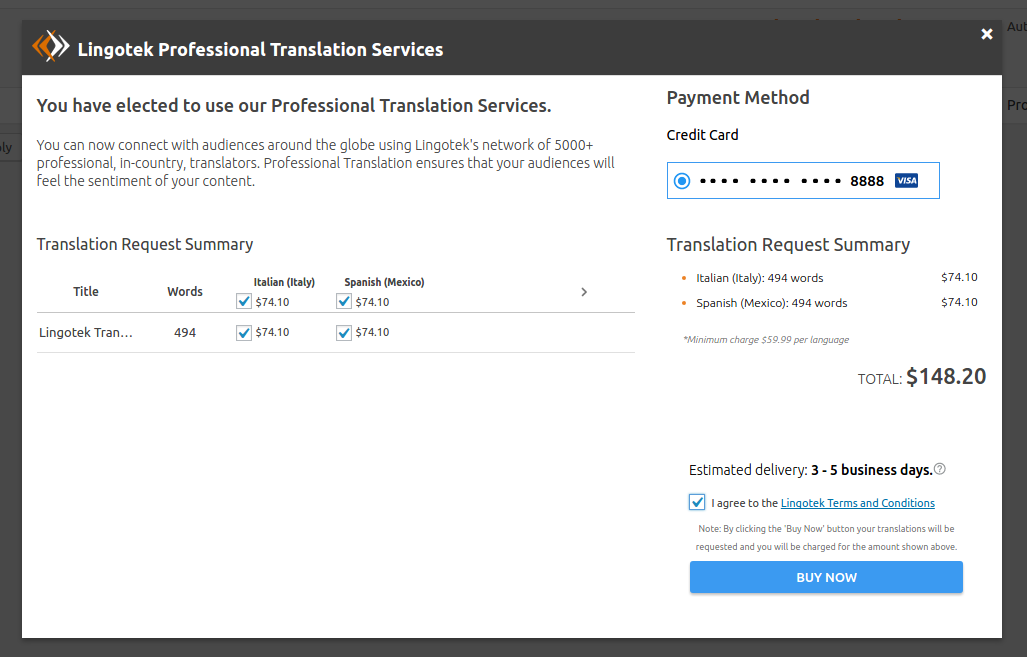 Lingotek Professional Translation Services
You have elected to use our Professional Translation Services.
You can now connect with audiences around the globe using Lingotek's network of 5000+
professional, in-country, translators. Professional Translation ensures that your audiences will
feel the sentiment of your content.
Translation Request Summary
Title Words Italian (Italy) Spanish (Mexico)
$74.10 $74.10
Lingotek Tran... 494 $74.10 $74.10
Payment Method
Credit Card
•••• •••• •••• 8888 VISA
Translation Request Summary
• Italian (Italy): 494 words $74.10
• Spanish (Mexico): 494 words $74.10
*Minimum charge $59.99 per language
TOTAL: $148.20
Estimated delivery: 3 - 5 business days.
I agree to the Lingotek Terms and Conditions
Note: By clicking the 'Buy Now' button your translations will be
requested and you will be charged for the amount shown above.
BUY NOW